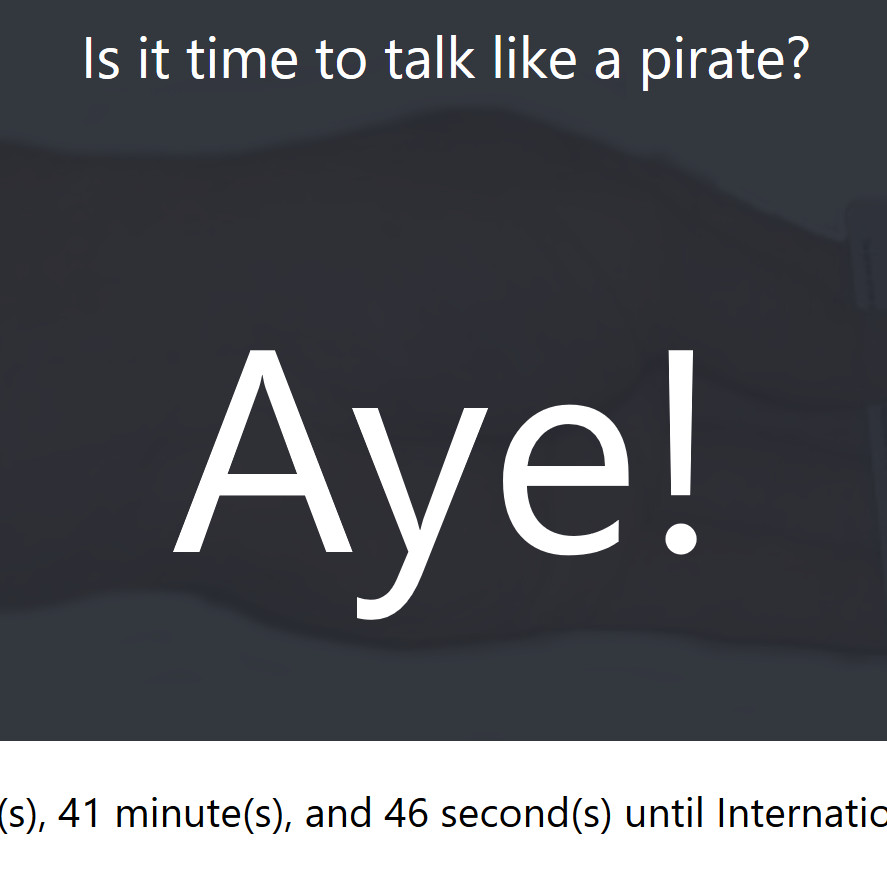 Is it time to talk like a pirate?
Aye!
(s), 41 minute(s), and 46 second(s) until Internatio